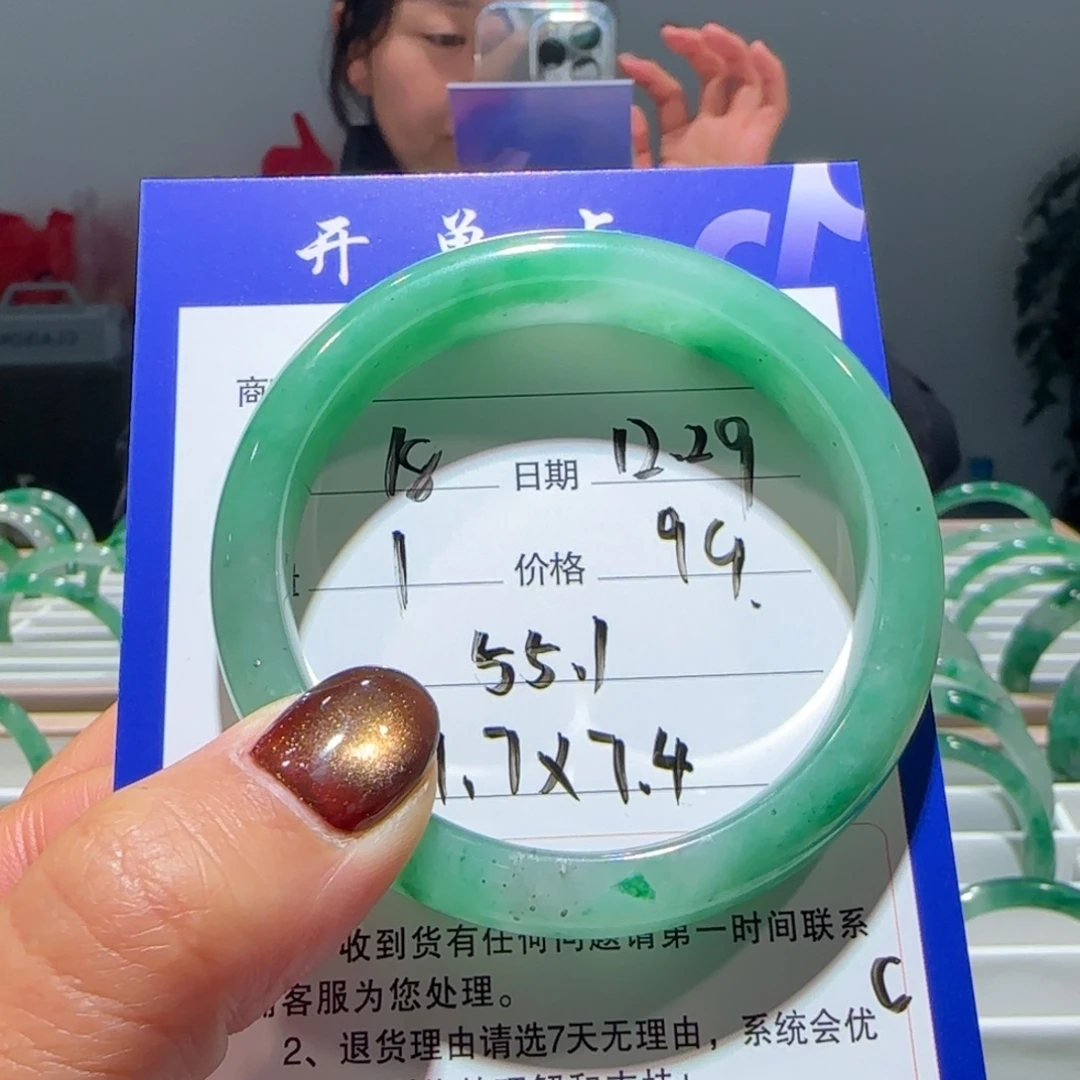 开单卡
商
18 日期 12.29
1 价格 99.
55.1
1.7x7.4
收到货有任何问题请第一时间联系
客服为您处理。
C
2、退货理由请选7天无理由，系统会优